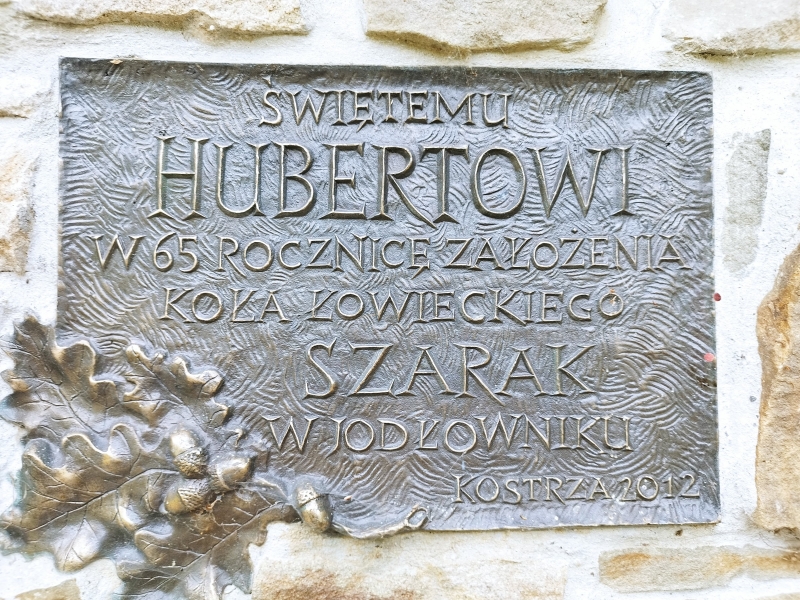 ŚWIĘTEMU
HUBERTOWI
W 65 ROCZNICĘ ZAŁOŻENIA
KOŁA ŁOWIECKIEGO
SZARAK
W JODŁOWNIKU
KOSTRZA 2012